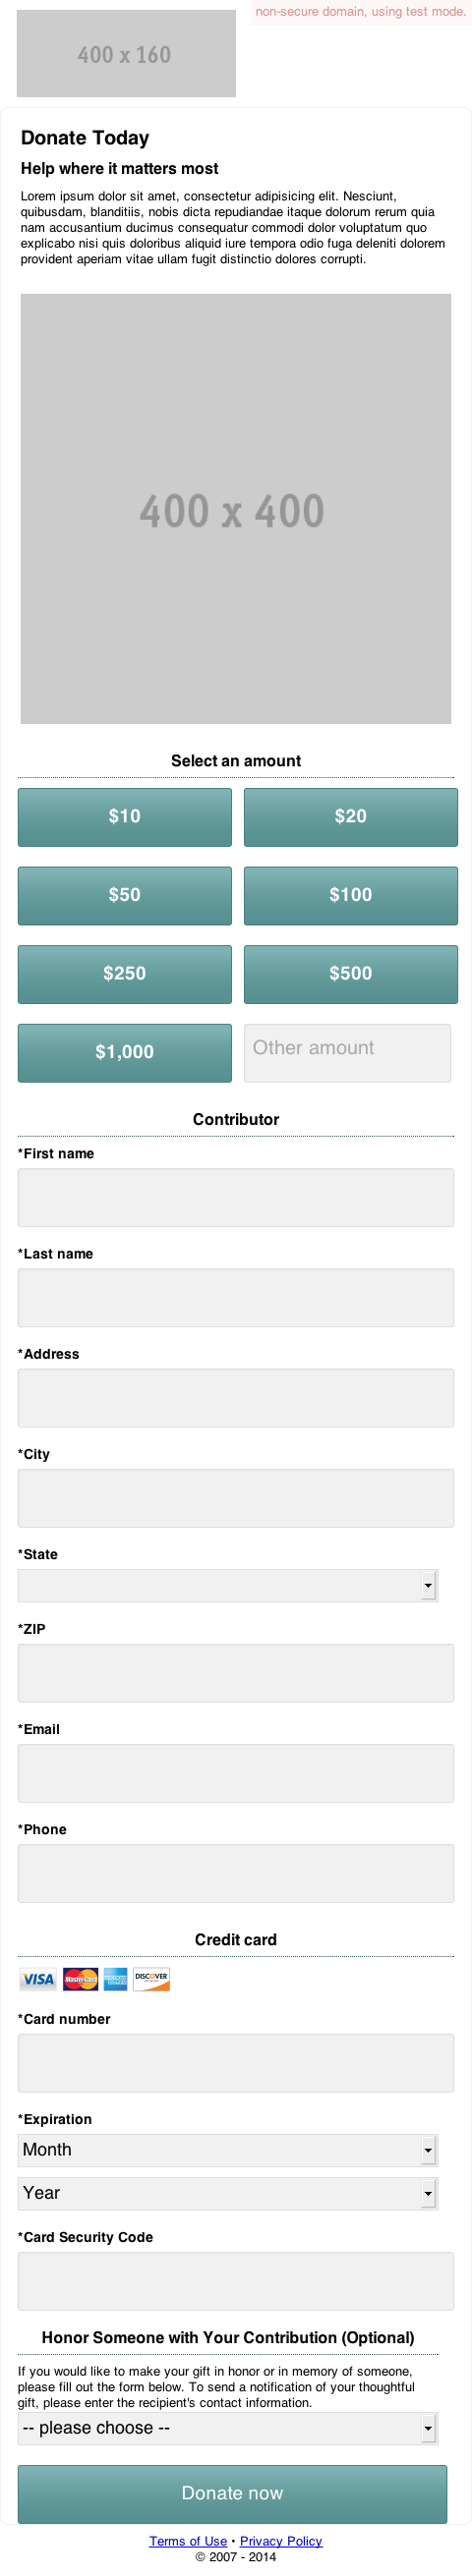 400 x 160
non-secure domain, using test mode.
Donate Today
Help where it matters most
Lorem ipsum dolor sit amet, consectetur adipisicing elit. Nesciunt,
quibusdam, blanditiis, nobis dicta repudiandae itaque dolorum rerum quia
nam accusantium ducimus consequatur commodi dolor voluptatum quo
explicabo nisi quis doloribus aliquid iure tempora odio fuga deleniti dolorem
provident aperiam vitae ullam fugit distinctio dolores corrupti.
400 x 400
Select an amount
$10
$20
$50
$100
$250
$500
$1,000
Other amount
Contributor
*First name
*Last name
*Address
*City
*State
*ZIP
*Email
*Phone
Credit card
VISA MasterCard AMERICAN EXPRESS DISCOVER
*Card number
*Expiration
Month
Year
*Card Security Code
Honor Someone with Your Contribution (Optional)
If you would like to make your gift in honor or in memory of someone,
please fill out the form below. To send a notification of your thoughtful
gift, please enter the recipient's contact information.
-- please choose --
Donate now
Terms of Use • Privacy Policy
© 2007 - 2014